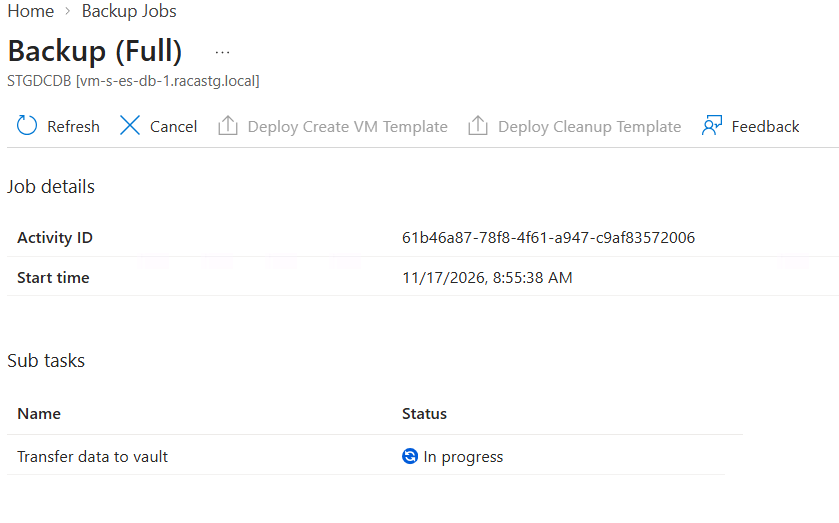 Home > Backup Jobs
Backup (Full) ...
STGDCDB [vm-s-es-db-1.racastg.local]
Refresh Cancel Deploy Create VM Template Deploy Cleanup Template Feedback
Job details
Activity ID 61b46a87-78f8-4f61-a947-c9af83572006
Start time 11/17/2026, 8:55:38 AM
Sub tasks
Name Status
Transfer data to vault In progress